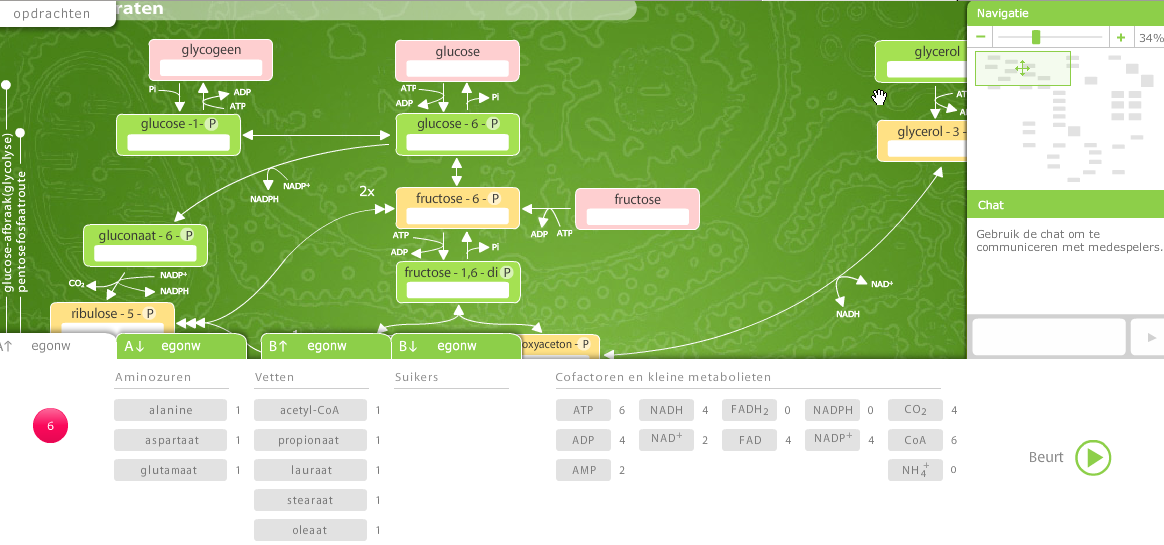 opdrachten
raten
Navigatie
34%
glycogeen
glucose
glycerol
Pi
ADP
ATP
ATP
ADP
Pi
glucose -1- P
glucose - 6 - P
glycerol - 3 -
NADP+
NADPH
2x
fructose - 6 - P
fructose
ATP
ADP
Pi
ADP
ATP
gluconaat - 6 - P
fructose - 1,6 - di P
CO2
NADP+
NADPH
NAD+
NADH
ribulose - 5 - P
oxyaceton - P
glucose-afbraak(glycolyse)
pentosefosfaatroute
Chat
Gebruik de chat om te
communiceren met medespelers.
A↑ egonw
A↓ egonw
B↑ egonw
B↓ egonw
Aminozuren
Vetten
Suikers
Cofactoren en kleine metabolieten
6
alanine 1
aspartaat 1
glutamaat 1
acetyl-CoA 1
propionaat 1
lauraat 1
stearaat 1
oleaat 1
ATP 6 NADH 4 FADH2 0 NADPH 0 CO2 4
ADP 4 NAD+ 2 FAD 4 NADP+ 4 CoA 6
AMP 2 NH4+ 0
Beurt